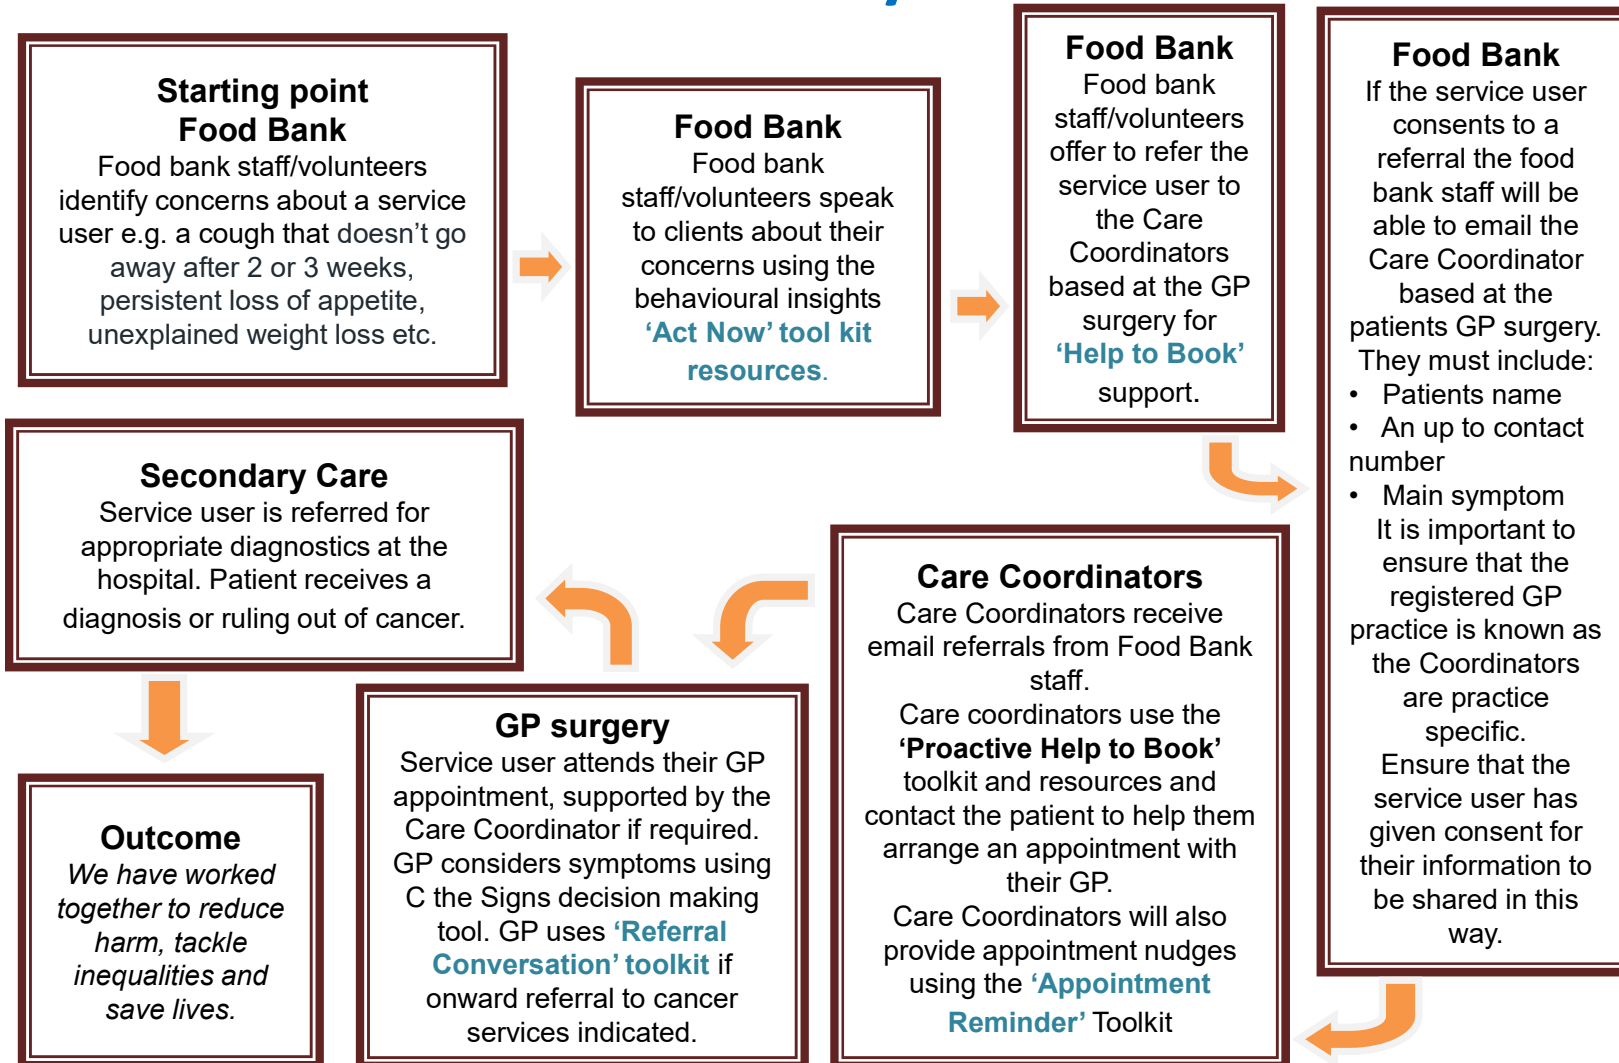 Starting point
Food Bank
Food bank staff/volunteers
identify concerns about a service
user e.g. a cough that doesn't go
away after 2 or 3 weeks,
persistent loss of appetite,
unexplained weight loss etc.
Food Bank
Food bank
staff/volunteers speak
to clients about their
concerns using the
behavioural insights
‘Act Now’ tool kit
resources.
Food Bank
Food bank
staff/volunteers
offer to refer the
service user to
the Care
Coordinators
based at the GP
surgery for
‘Help to Book’
support.
Food Bank
If the service user
consents to a
referral the food
bank staff will be
able to email the
Care Coordinator
based at the
patients GP surgery.
They must include:
• Patients name
• An up to contact
number
• Main symptom
It is important to
ensure that the
registered GP
practice is known as
the Coordinators
are practice
specific.
Ensure that the
service user has
given consent for
their information to
be shared in this
way.
Care Coordinators
Care Coordinators receive
email referrals from Food Bank
staff.
Care coordinators use the
‘Proactive Help to Book’
toolkit and resources and
contact the patient to help them
arrange an appointment with
their GP.
Care Coordinators will also
provide appointment nudges
using the ‘Appointment
Reminder’ Toolkit
GP surgery
Service user attends their GP
appointment, supported by the
Care Coordinator if required.
GP considers symptoms using
C the Signs decision making
tool. GP uses ‘Referral
Conversation’ toolkit if
onward referral to cancer
services indicated.
Secondary Care
Service user is referred for
appropriate diagnostics at the
hospital. Patient receives a
diagnosis or ruling out of cancer.
Outcome
We have worked
together to reduce
harm, tackle
inequalities and
save lives.